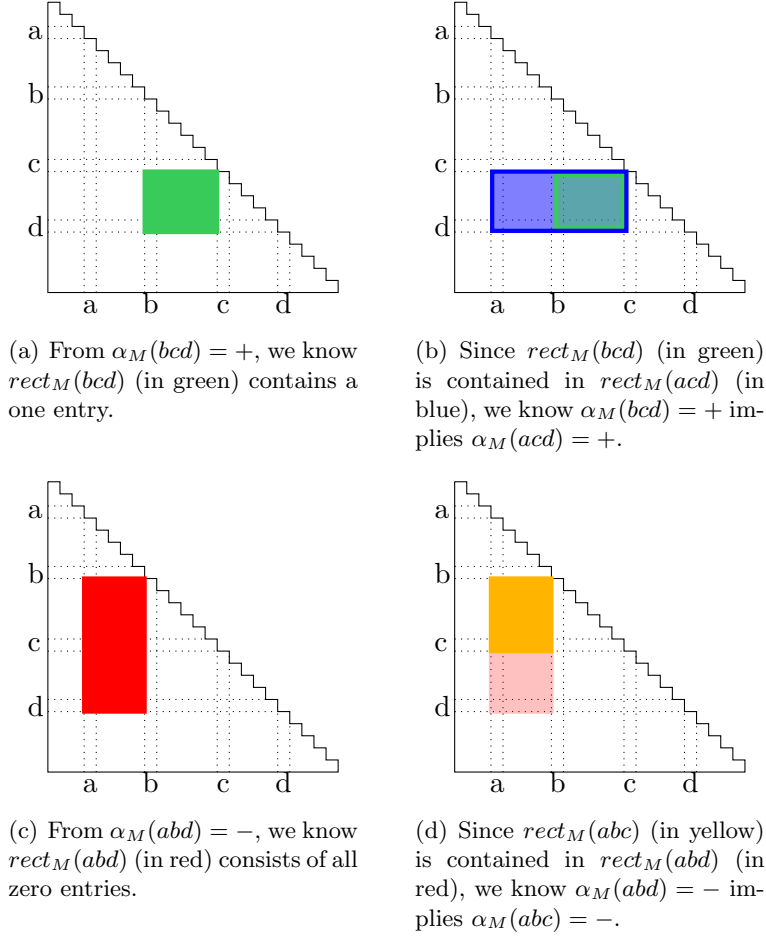 a
b
c
d
a b c d
(a) From α_M(bcd) = +, we know
rect_M(bcd) (in green) contains a
one entry.
a
b
c
d
a b c d
(b) Since rect_M(bcd) (in green)
is contained in rect_M(acd) (in
blue), we know α_M(bcd) = + im-
plies α_M(acd) = +.
a
b
c
d
a b c d
(c) From α_M(abd) = −, we know
rect_M(abd) (in red) consists of all
zero entries.
a
b
c
d
a b c d
(d) Since rect_M(abc) (in yellow)
is contained in rect_M(abd) (in
red), we know α_M(abd) = − im-
plies α_M(abc) = −.